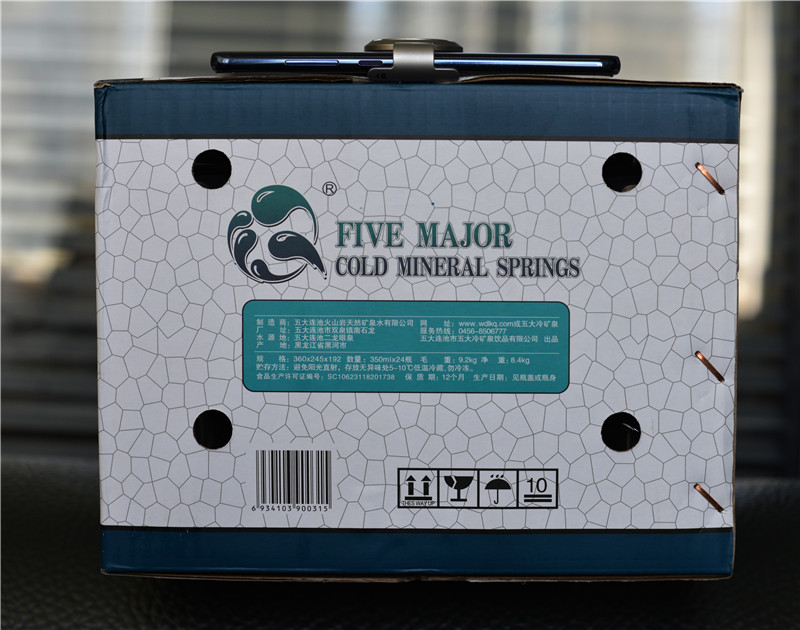 ®
FIVE MAJOR
COLD MINERAL SPRINGS
制造商：五大连池火山岩天然矿泉水有限公司 网 址：www.wdlkq.com或五大冷矿泉
厂 址：五大连池市双泉镇南石龙 服务热线：0456-8506777
水源地：五大连池二龙眼泉 五大连池市五大冷矿泉饮品有限公司 出品
产 地：黑龙江省黑河市
规 格：360x245x192 数量：350mlx24瓶 毛 重：9.2kg 净 重：8.4kg
贮存方法：避免阳光直射，存放无异味处5-10℃低温冷藏,勿冷冻。
食品生产许可证编号：SC10623118201738 保 质 期：12个月 生产日期：见瓶盖或瓶身
6 934103 900315
THIS WAY UP
10